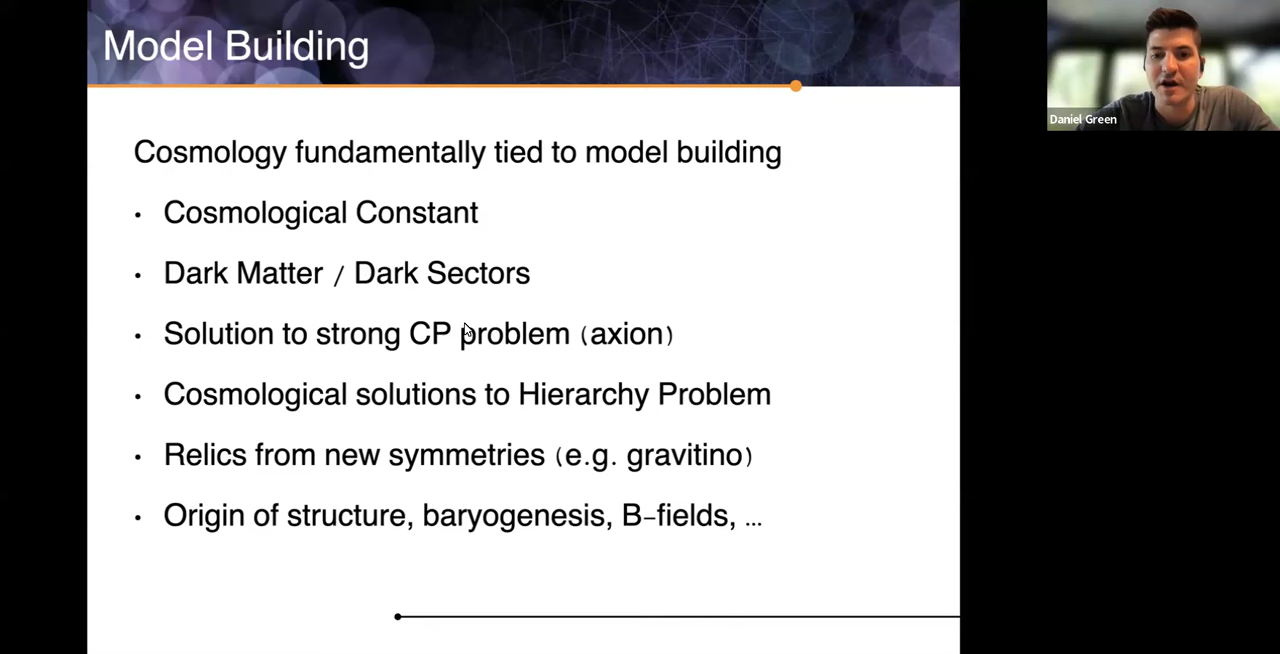 Model Building
Cosmology fundamentally tied to model building
• Cosmological Constant
• Dark Matter / Dark Sectors
• Solution to strong CP problem (axion)
• Cosmological solutions to Hierarchy Problem
• Relics from new symmetries (e.g. gravitino)
• Origin of structure, baryogenesis, B-fields, ...
Daniel Green